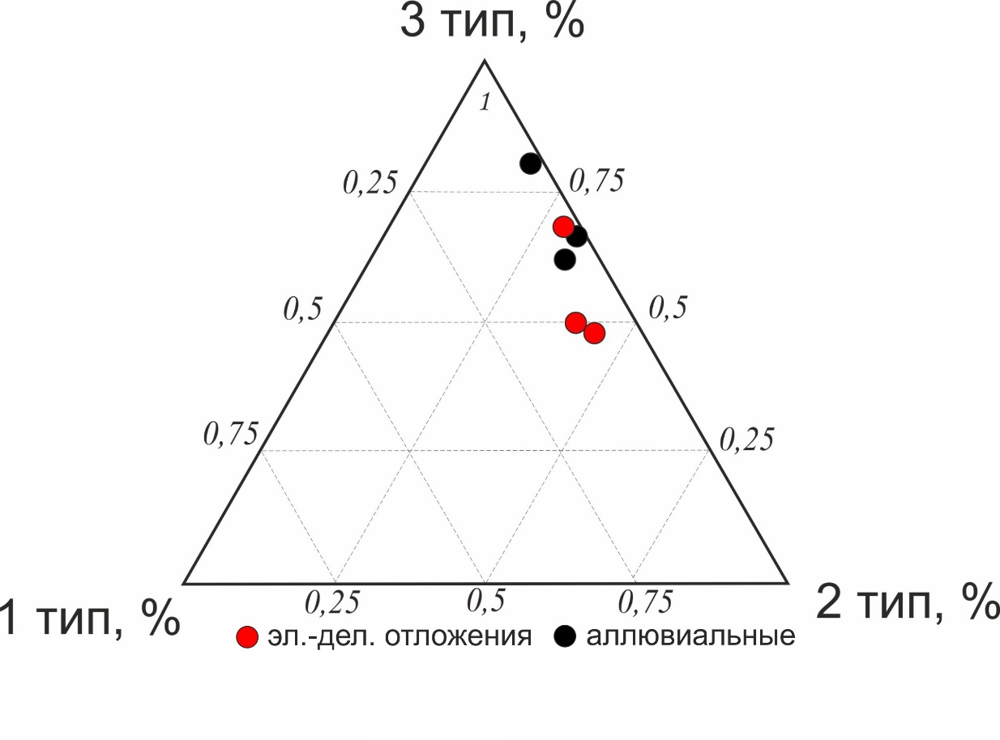 3 тип, %
1
0,25
0,75
0,5
0,5
0,75
0,25
1 тип, %
0,25
0,5
0,75
2 тип, %
эл.-дел. отложения
аллювиальные